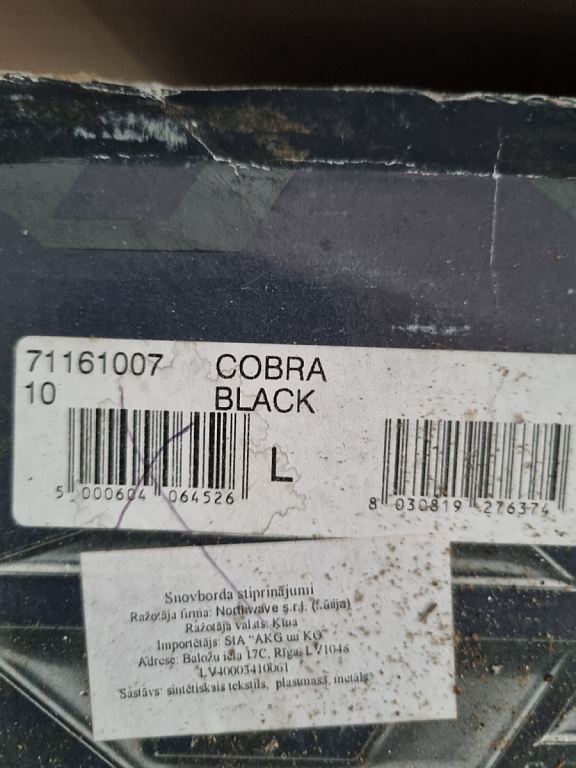 71161007 COBRA
10 BLACK
L
5 000604 064526
8 030819 276374
Snovborda stiprinājumi
Ražotāja firma: Northwave s.r.l.
Ražotāja valsts: Ķīna
Importētājs: SIA "AKG un KO"
Adrese: Baložu iela 17C, Rīga, LV1048
LV40003410061
Sastāvs: sintētiskais tekstils, plastmasa, metāls